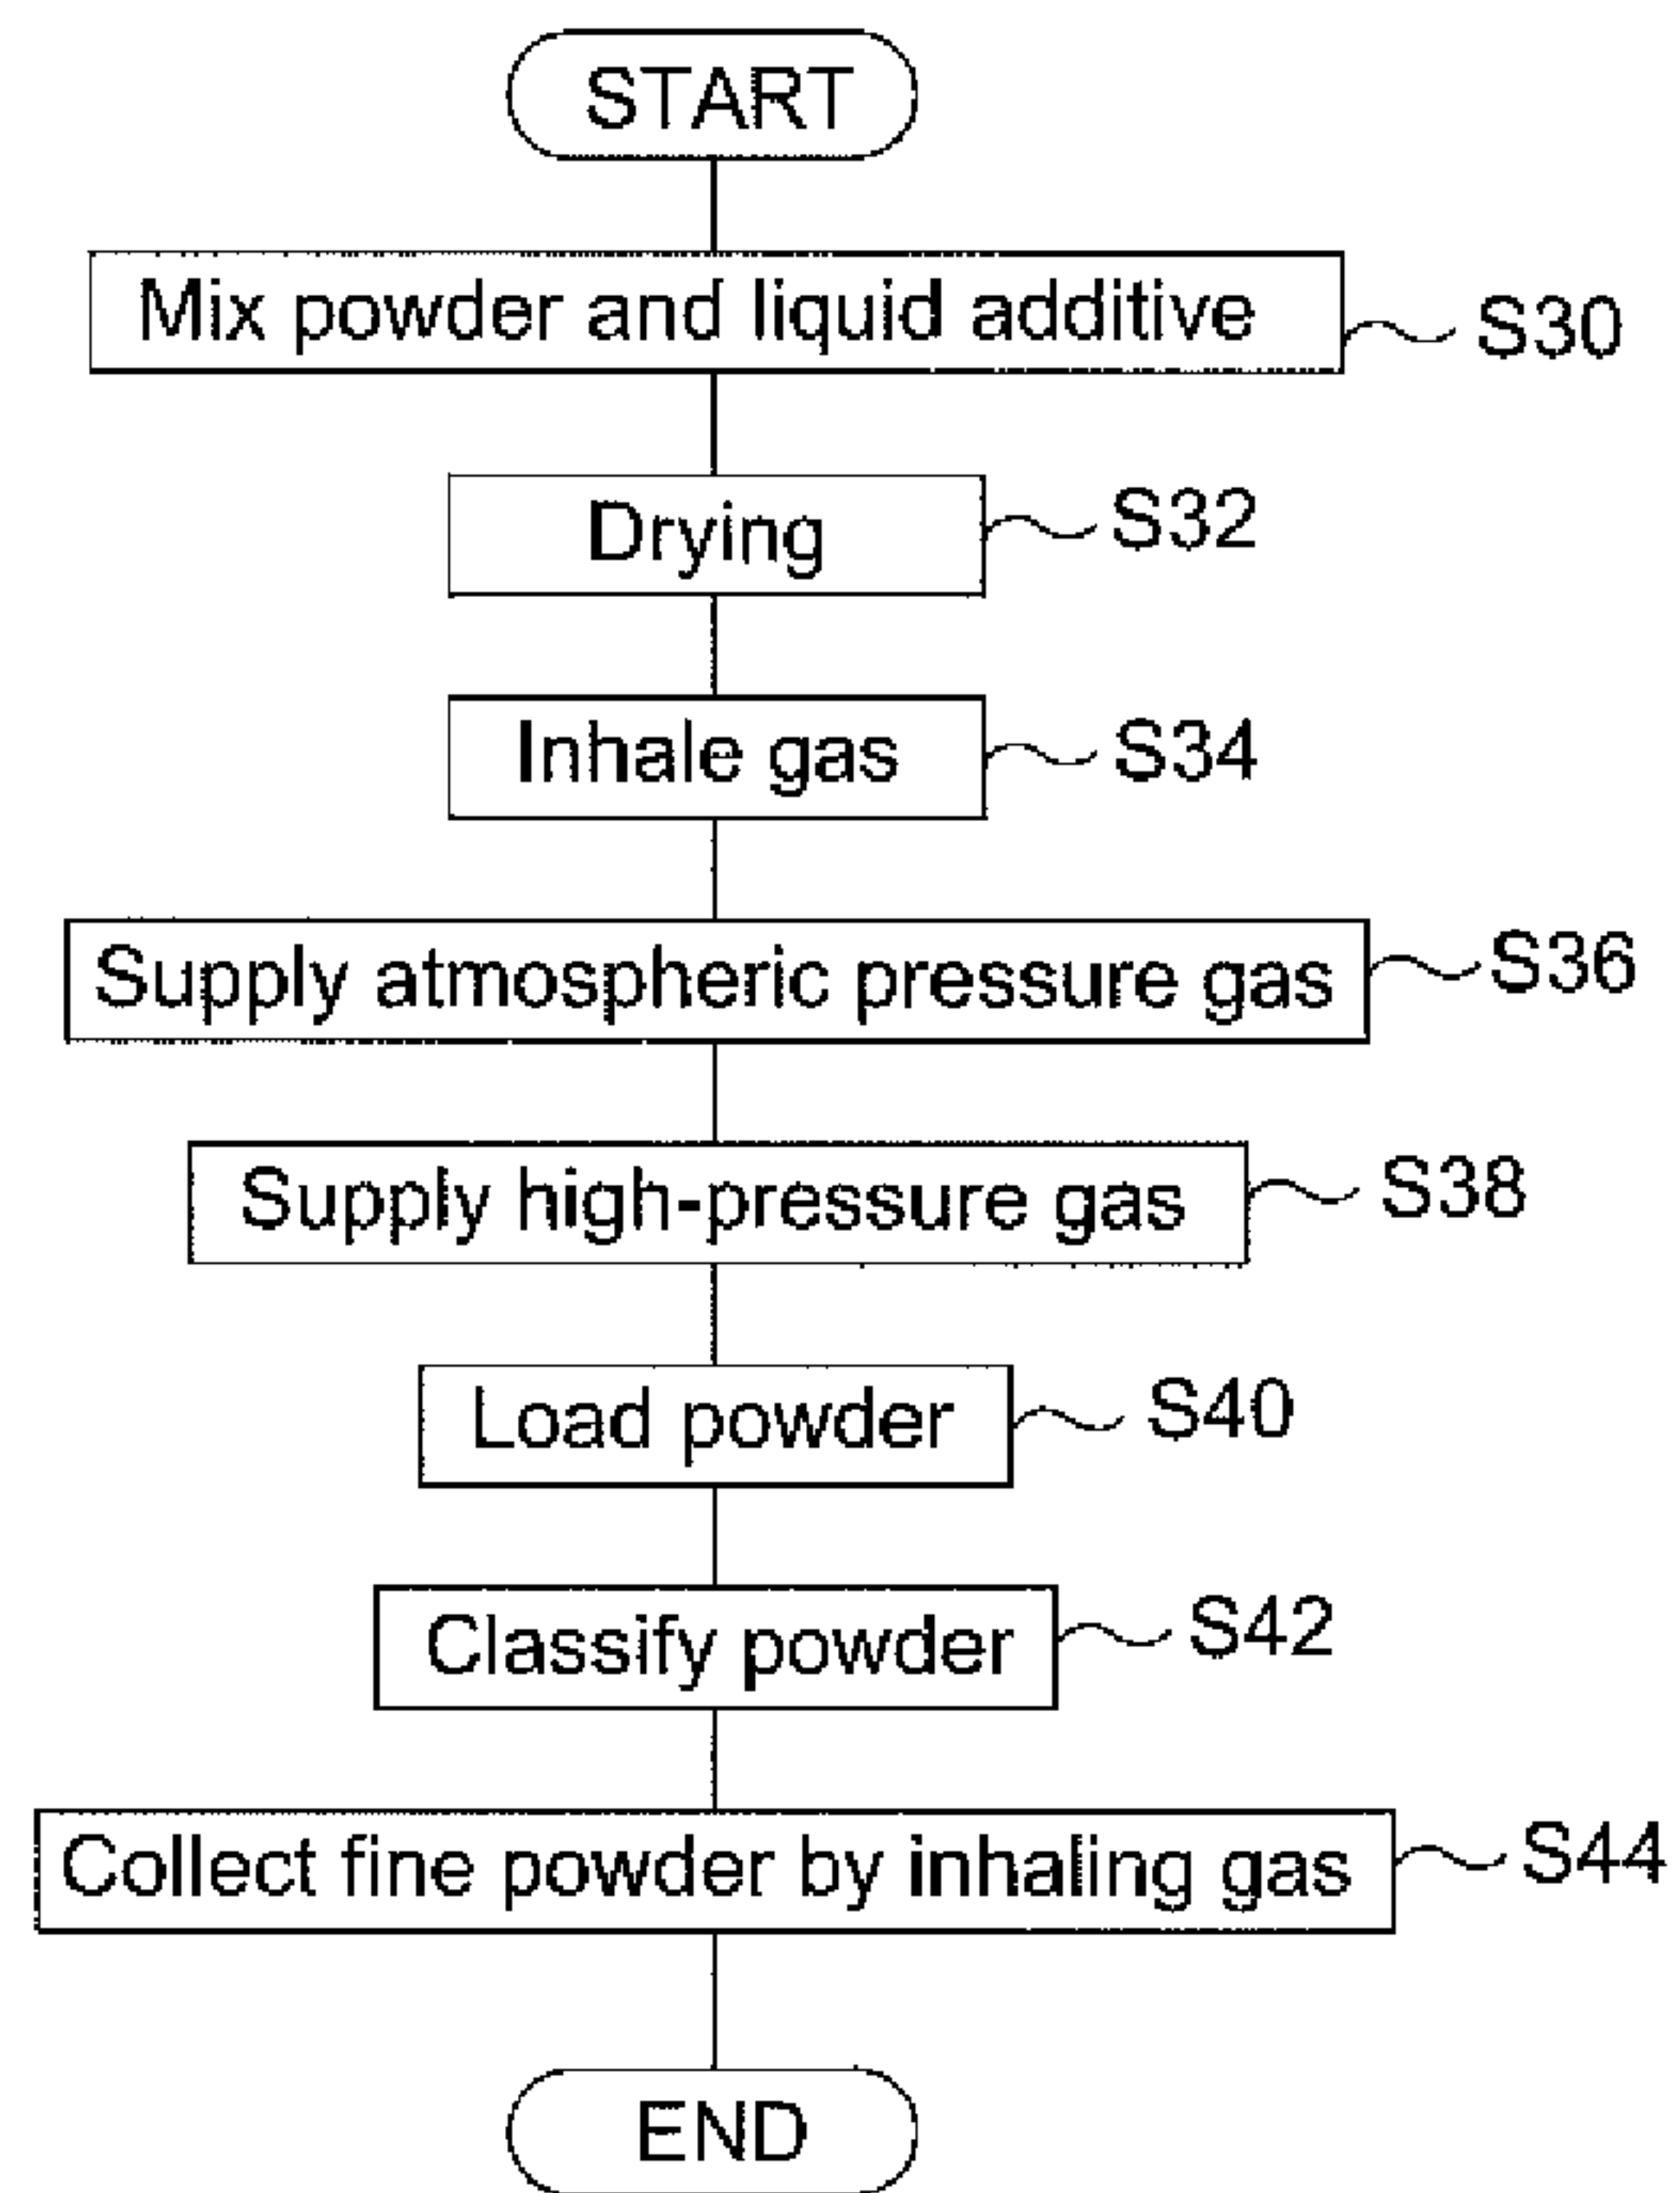 START
Mix powder and liquid additive
S30
Drying
S32
Inhale gas
S34
Supply atmospheric pressure gas
S36
Supply high-pressure gas
S38
Load powder
S40
Classify powder
S42
Collect fine powder by inhaling gas
S44
END